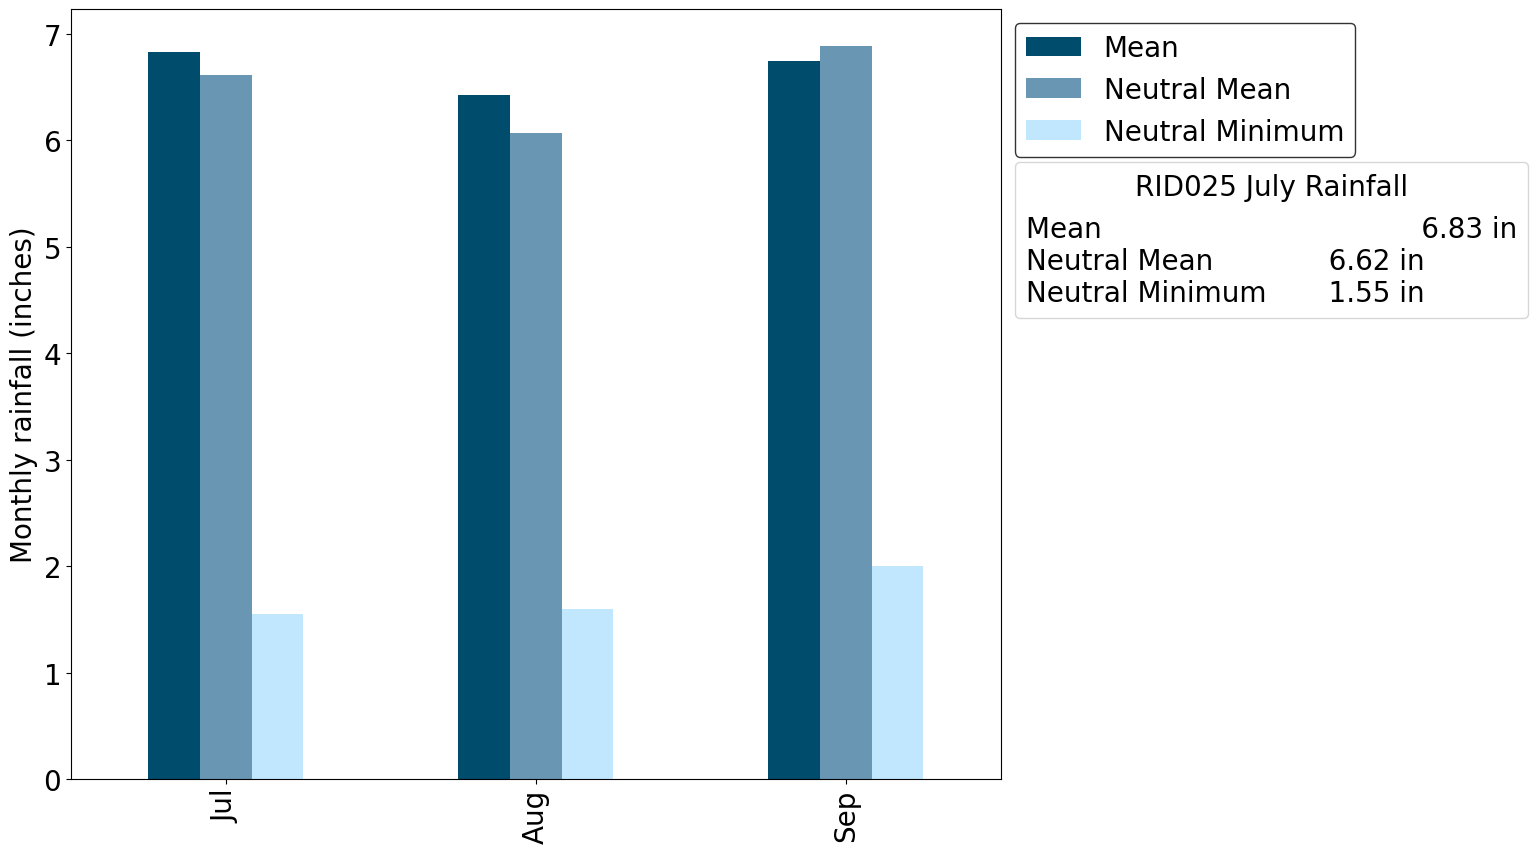 Monthly rainfall (inches)
7
6
5
4
3
2
1
0
Jul
Aug
Sep
Mean
Neutral Mean
Neutral Minimum
RID025 July Rainfall
Mean 6.83 in
Neutral Mean 6.62 in
Neutral Minimum 1.55 in